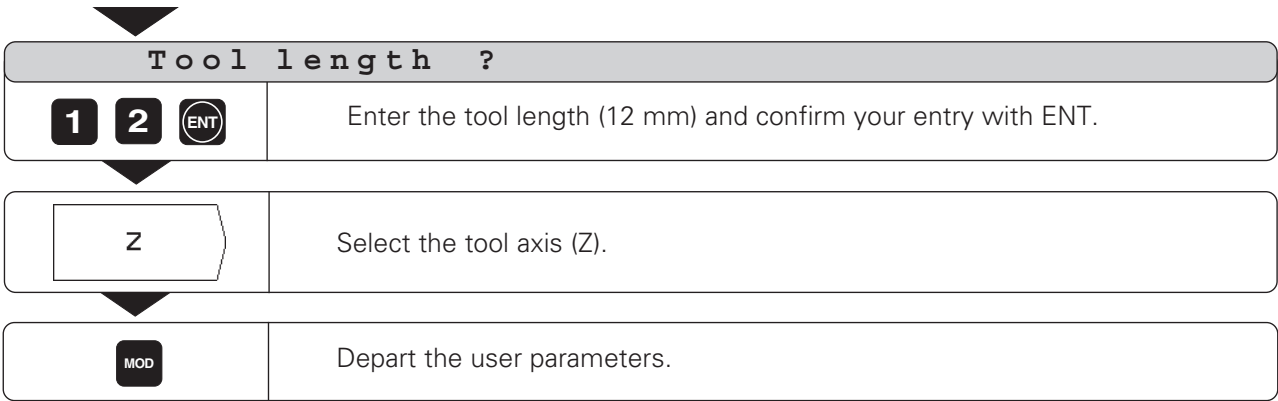 Tool length ?
1 2 ENT Enter the tool length (12 mm) and confirm your entry with ENT.
Z Select the tool axis (Z).
MOD Depart the user parameters.